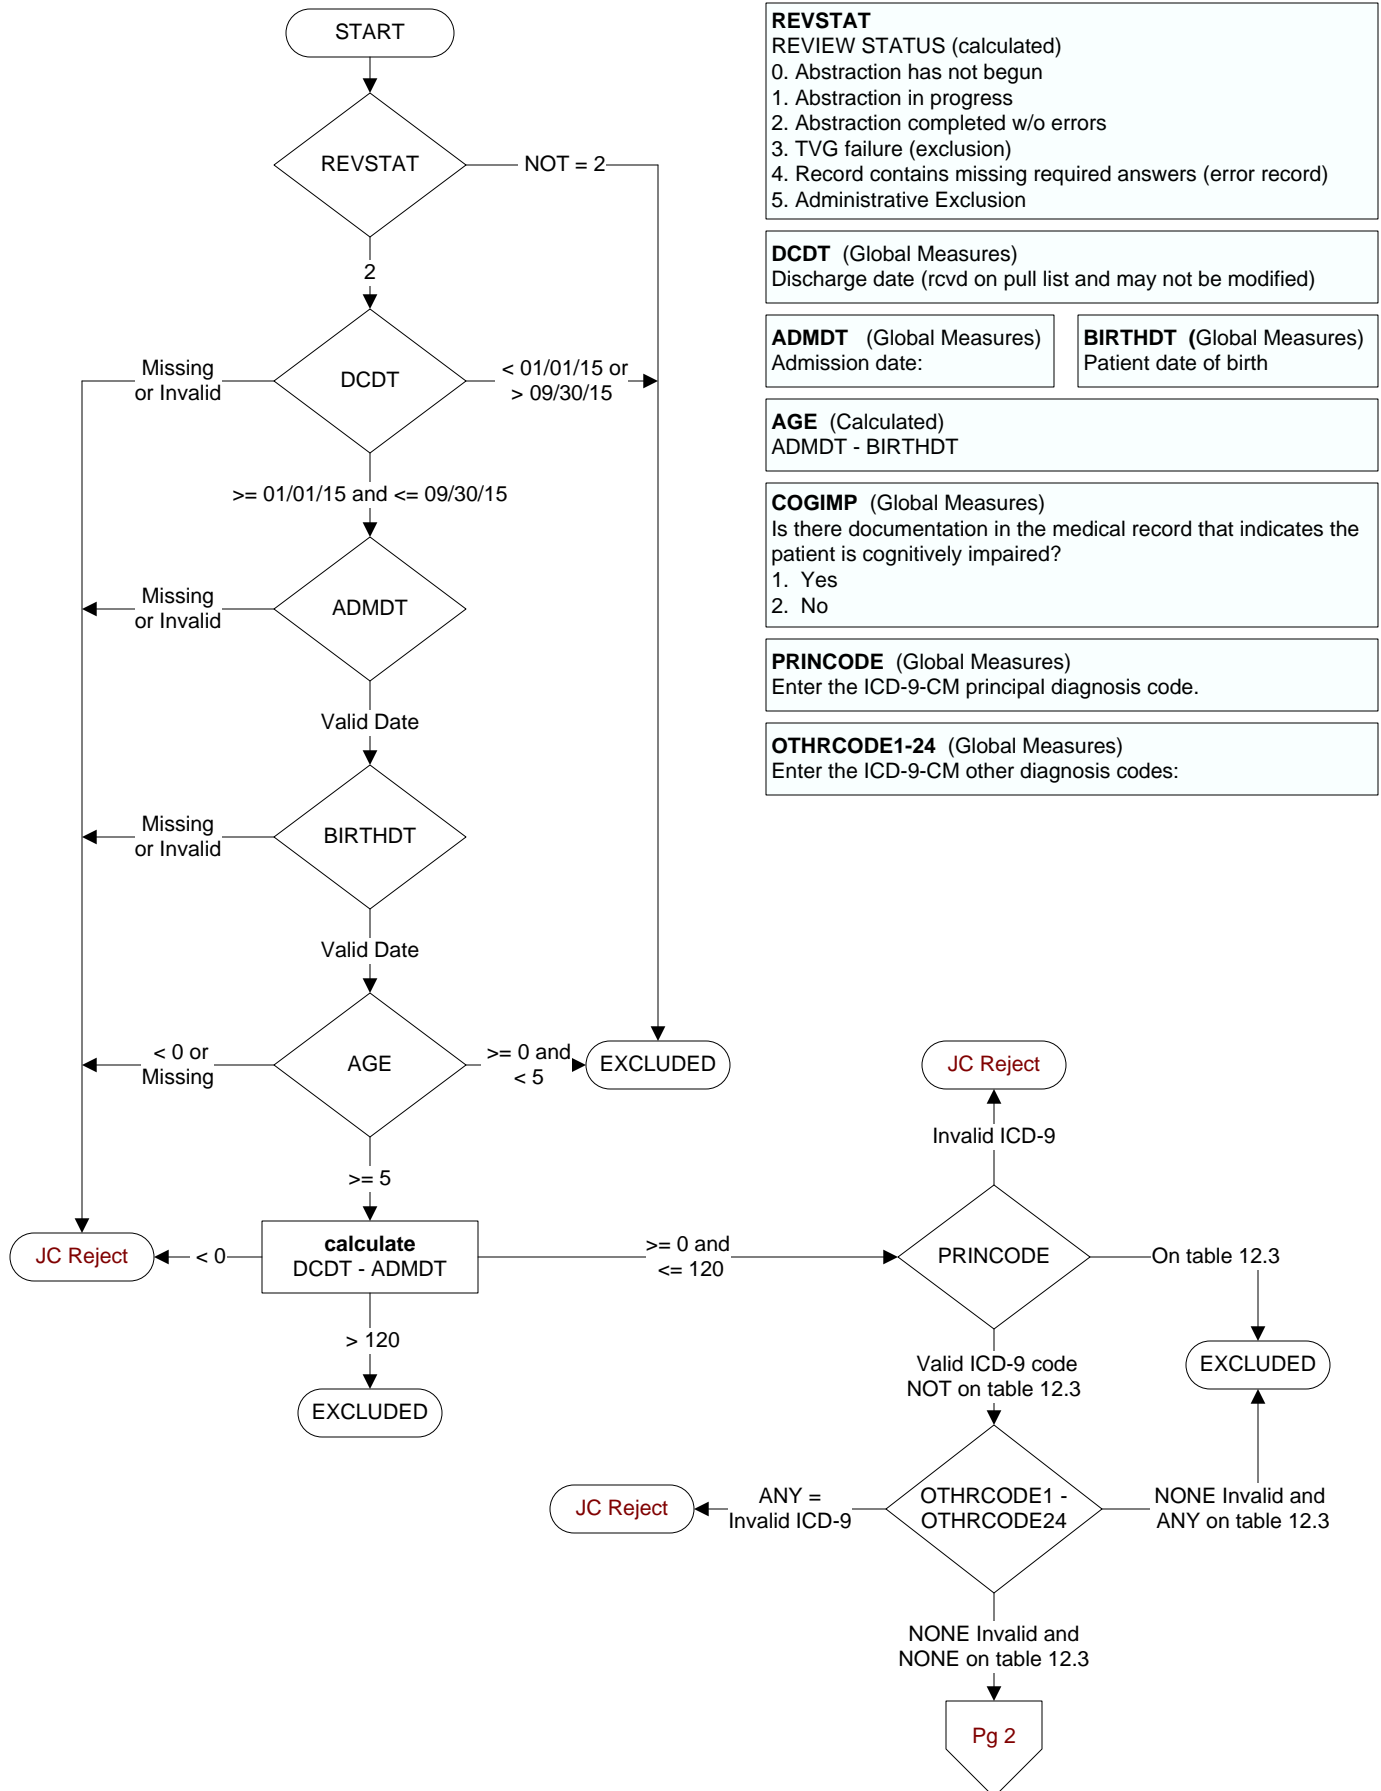 START
REVSTAT
NOT = 2
2
Missing
or Invalid
DCDT
< 01/01/15 or
> 09/30/15
>= 01/01/15 and <= 09/30/15
Missing
or Invalid
ADMDT
Valid Date
Missing
or Invalid
BIRTHDT
Valid Date
< 0 or
Missing
AGE
>= 0 and
< 5
EXCLUDED
>= 5
JC Reject
< 0
calculate
DCDT - ADMDT
>= 0 and
<= 120
> 120
EXCLUDED
JC Reject
Invalid ICD-9
PRINCODE
On table 12.3
EXCLUDED
Valid ICD-9 code
NOT on table 12.3
JC Reject
ANY =
Invalid ICD-9
OTHRCODE1 -
OTHRCODE24
NONE Invalid and
ANY on table 12.3
NONE Invalid and
NONE on table 12.3
Pg 2
REVSTAT
REVIEW STATUS (calculated)
0. Abstraction has not begun
1. Abstraction in progress
2. Abstraction completed w/o errors
3. TVG failure (exclusion)
4. Record contains missing required answers (error record)
5. Administrative Exclusion
DCDT (Global Measures)
Discharge date (rcvd on pull list and may not be modified)
ADMDT (Global Measures)
Admission date:
BIRTHDT (Global Measures)
Patient date of birth
AGE (Calculated)
ADMDT - BIRTHDT
COGIMP (Global Measures)
Is there documentation in the medical record that indicates the
patient is cognitively impaired?
1. Yes
2. No
PRINCODE (Global Measures)
Enter the ICD-9-CM principal diagnosis code.
OTHRCODE1-24 (Global Measures)
Enter the ICD-9-CM other diagnosis codes: